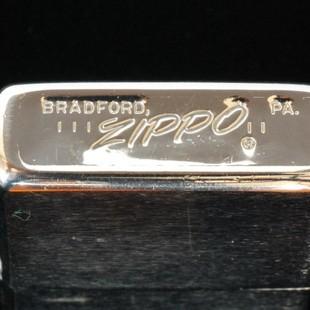 BRADFORD, PA.
||| ZIPPO ||
®